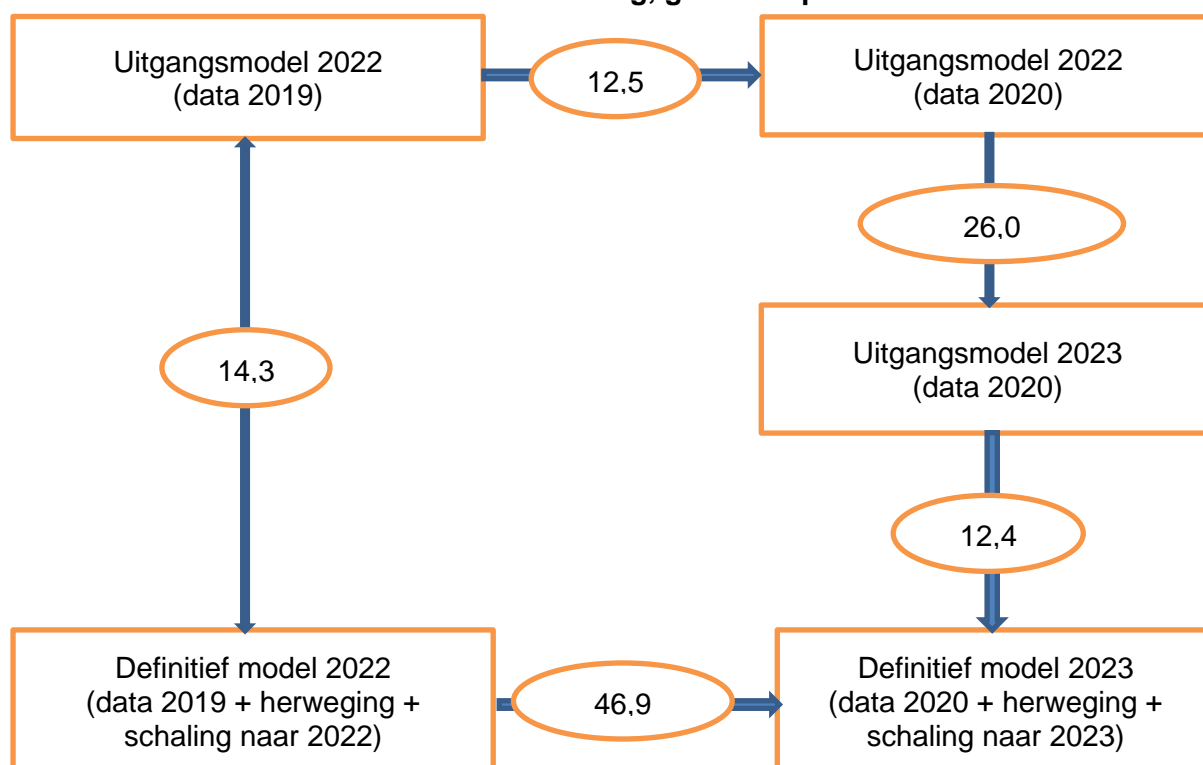 Uitgangsmodel 2022
(data 2019)
12,5
Uitgangsmodel 2022
(data 2020)
26,0
Uitgangsmodel 2023
(data 2020)
14,3
12,4
Definitief model 2022
(data 2019 + herweging +
schaling naar 2022)
46,9
Definitief model 2023
(data 2020 + herweging +
schaling naar 2023)